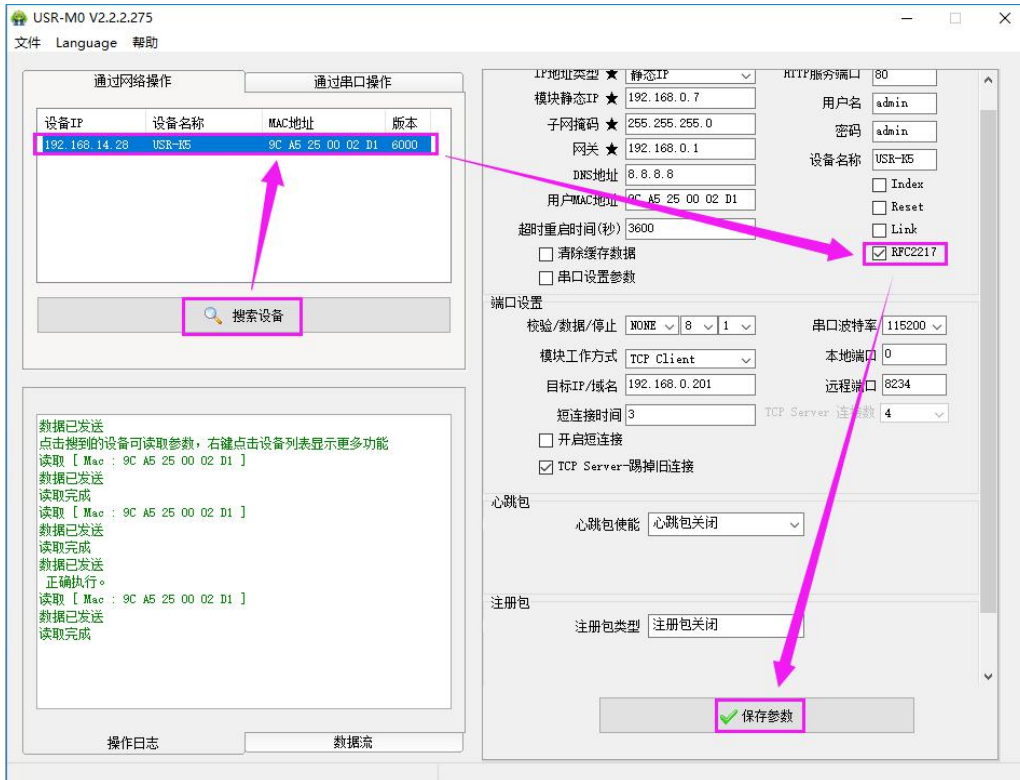 USR-M0 V2.2.2.275
文件 Language 帮助
通过网络操作 通过串口操作
设备IP 设备名称 MAC地址 版本
192.168.14.28 USR-K5 9C A5 25 00 02 D1 6000
搜索设备
数据已发送
点击搜到的设备可读取参数，右键点击设备列表显示更多功能
读取 [ Mac : 9C A5 25 00 02 D1 ]
数据已发送
读取完成
读取 [ Mac : 9C A5 25 00 02 D1 ]
数据已发送
读取完成
数据已发送
正确执行。
读取 [ Mac : 9C A5 25 00 02 D1 ]
数据已发送
读取完成
操作日志 数据流
IP地址类型 ★ 静态IP HTTP服务端口 80
模块静态IP ★ 192.168.0.7 用户名 admin
子网掩码 ★ 255.255.255.0 密码 admin
网关 ★ 192.168.0.1 设备名称 USR-K5
DNS地址 8.8.8.8 Index
用户MAC地址 9C A5 25 00 02 D1 Reset
超时重启时间(秒) 3600 Link
清除缓存数据 RFC2217
串口设置参数
端口设置
校验/数据/停止 NONE 8 1 串口波特率 115200
模块工作方式 TCP Client 本地端口 0
目标IP/域名 192.168.0.201 远程端口 8234
短连接时间 3 TCP Server 连接数 4
开启短连接
TCP Server-踢掉旧连接
心跳包
心跳包使能 心跳包关闭
注册包
注册包类型 注册包关闭
保存参数